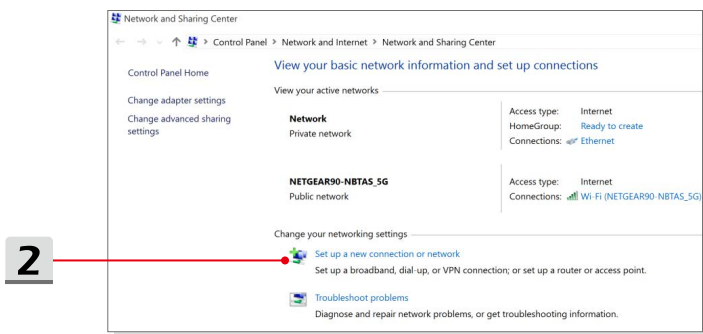 Network and Sharing Center
Control Panel > Network and Internet > Network and Sharing Center
Control Panel Home
Change adapter settings
Change advanced sharing
settings
View your basic network information and set up connections
View your active networks
Network
Private network
Access type: Internet
HomeGroup: Ready to create
Connections: Ethernet
NETGEAR90-NBTAS_5G
Public network
Access type: Internet
Connections: Wi-Fi (NETGEAR90-NBTAS_5G)
Change your networking settings
2
Set up a new connection or network
Set up a broadband, dial-up, or VPN connection; or set up a router or access point.
Troubleshoot problems
Diagnose and repair network problems, or get troubleshooting information.